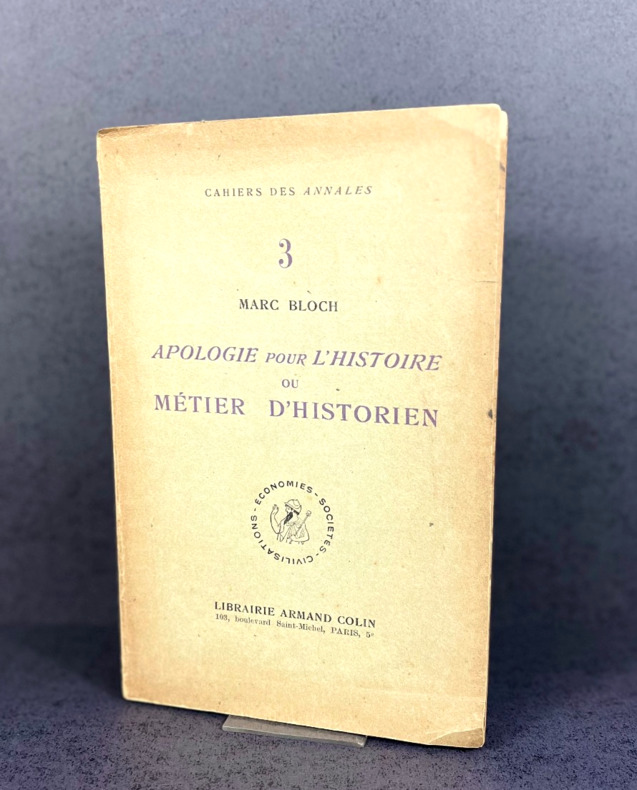 CAHIERS DES ANNALES
3
MARC BLOCH
APOLOGIE POUR L'HISTOIRE
OU
MÉTIER D'HISTORIEN
ÉCONOMIES - SOCIÉTÉS - CIVILISATIONS -
LIBRAIRIE ARMAND COLIN
103, boulevard Saint-Michel, PARIS, 5e